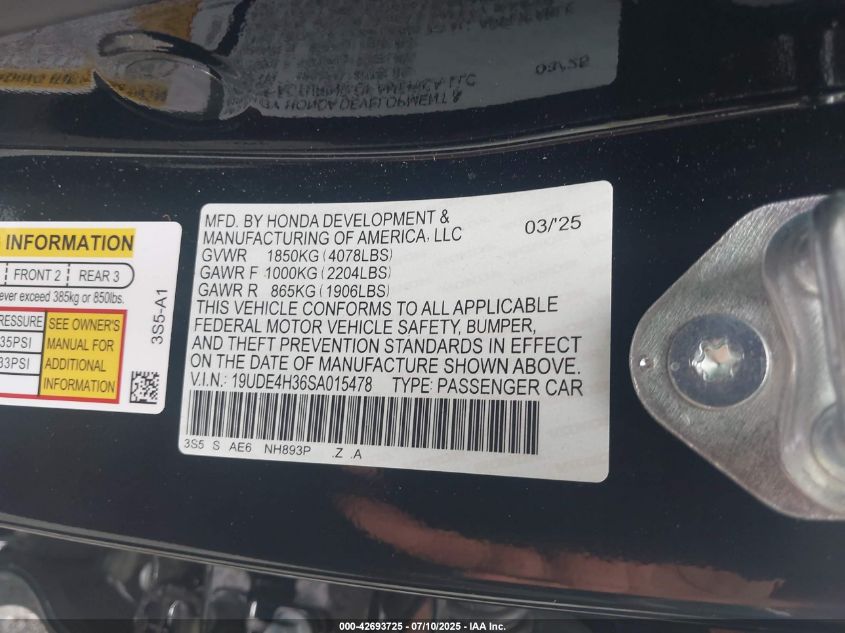 INFORMATION
FRONT 2 REAR 3
ever exceed 385kg or 850lbs.
PRESSURE
35PSI
33PSI
SEE OWNER'S
MANUAL FOR
ADDITIONAL
INFORMATION
3S5-A1
MFD. BY HONDA DEVELOPMENT &
MANUFACTURING OF AMERICA, LLC
03/'25
GVWR 1850KG (4078LBS)
GAWR F 1000KG (2204LBS)
GAWR R 865KG (1906LBS)
THIS VEHICLE CONFORMS TO ALL APPLICABLE
FEDERAL MOTOR VEHICLE SAFETY, BUMPER,
AND THEFT PREVENTION STANDARDS IN EFFECT
ON THE DATE OF MANUFACTURE SHOWN ABOVE.
V.I.N.: 19UDE4H36SA015478 TYPE: PASSENGER CAR
3S5 S AE6 NH893P .Z .A
000-42693725 - 07/10/2025 - IAA Inc.